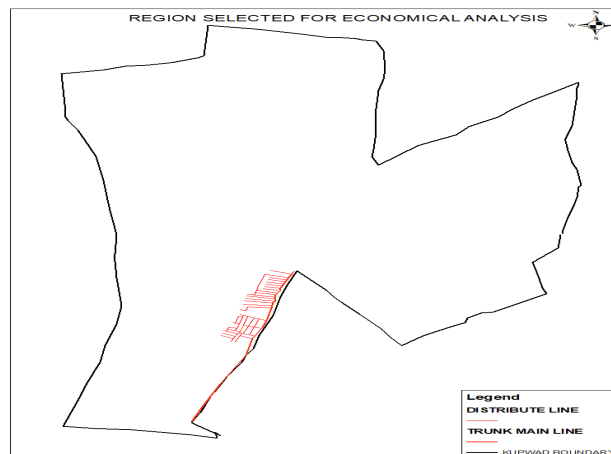 REGION SELECTED FOR ECONOMICAL ANALYSIS
N
W
E
S
Legend
DISTRIBUTE LINE
TRUNK MAIN LINE
KUPWAD BOUNDARY